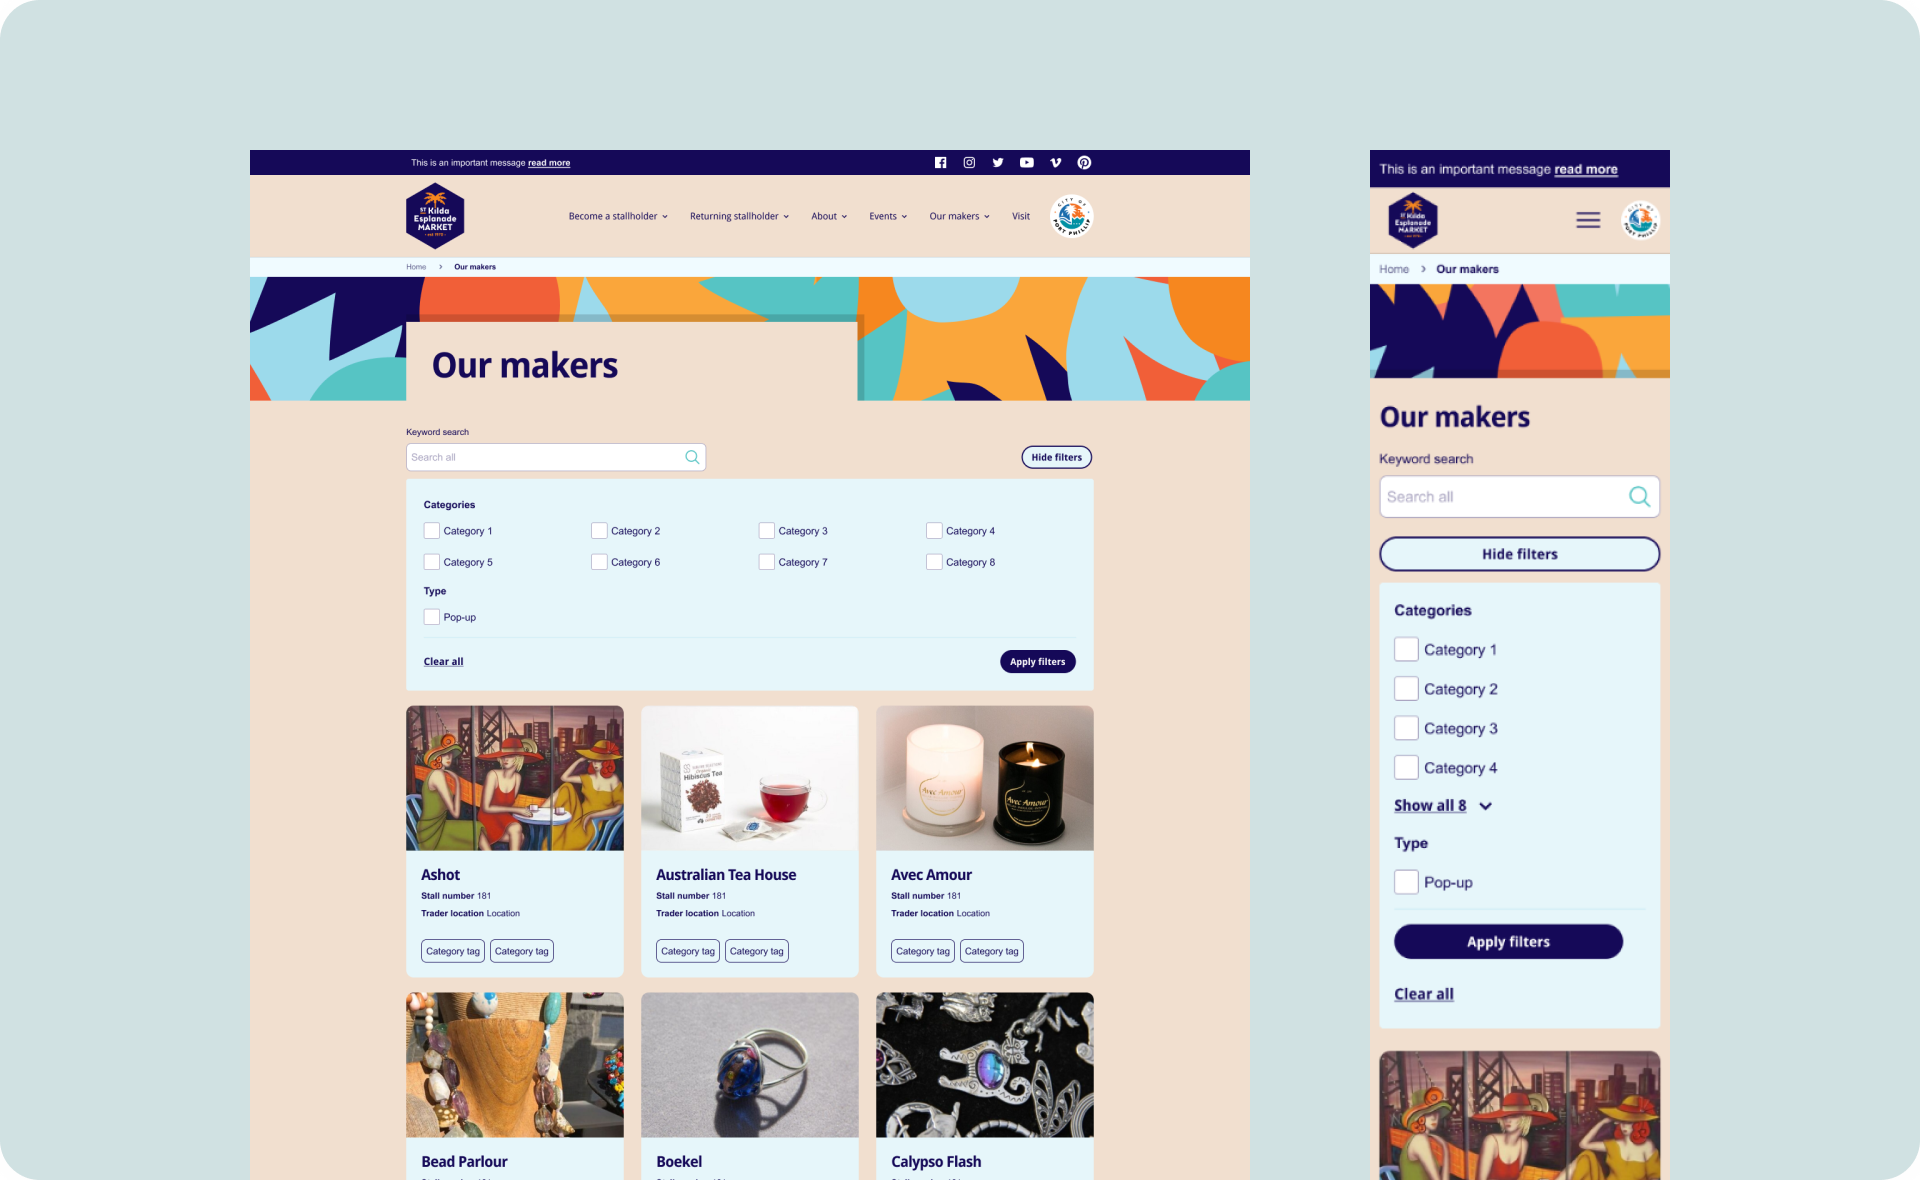 This is an important message read more
ST Kilda
Esplanade
MARKET
Become a stallholder
Returning stallholder
About
Events
Our makers
Visit
CITY OF
PORT PHILLIP
Home > Our makers
Our makers
Keyword search
Search all
Hide filters
Categories
Category 1
Category 2
Category 3
Category 4
Category 5
Category 6
Category 7
Category 8
Type
Pop-up
Clear all
Apply filters
Hibiscus Tea
Avec Amour
Avec Amour
Ashot
Stall number 181
Trader location Location
Category tag
Category tag
Australian Tea House
Stall number 181
Trader location Location
Category tag
Category tag
Avec Amour
Stall number 181
Trader location Location
Category tag
Category tag
Bead Parlour
Boekel
Calypso Flash
This is an important message read more
ST Kilda
Esplanade
MARKET
CITY OF
PORT PHILLIP
Home > Our makers
Our makers
Keyword search
Search all
Hide filters
Categories
Category 1
Category 2
Category 3
Category 4
Show all 8
Type
Pop-up
Apply filters
Clear all